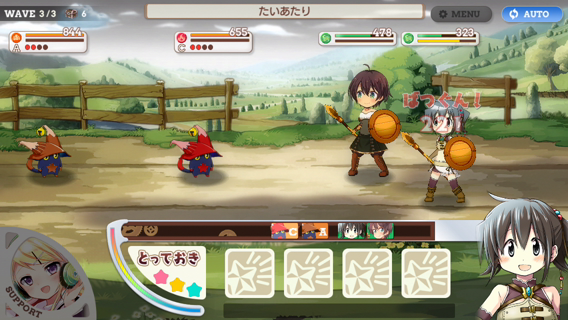 WAVE 3/3 6
たいあたり
MENU
AUTO
844
A
655
C
478
323
ばつぐん!
C A
とっておき
SUPPORT